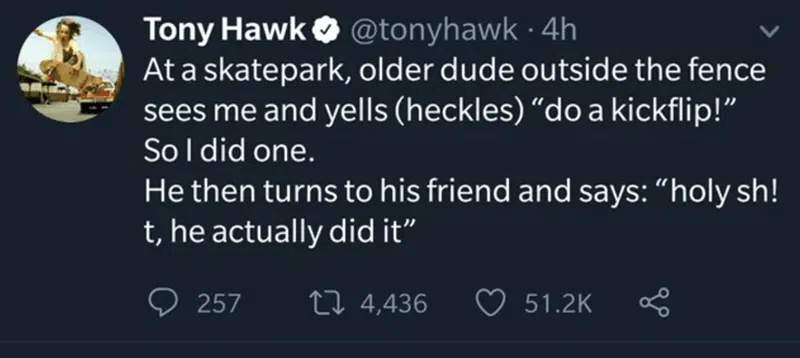 Tony Hawk @tonyhawk · 4h
At a skatepark, older dude outside the fence
sees me and yells (heckles) “do a kickflip!”
So I did one.
He then turns to his friend and says: “holy sh!
t, he actually did it”
257 4,436 51.2K